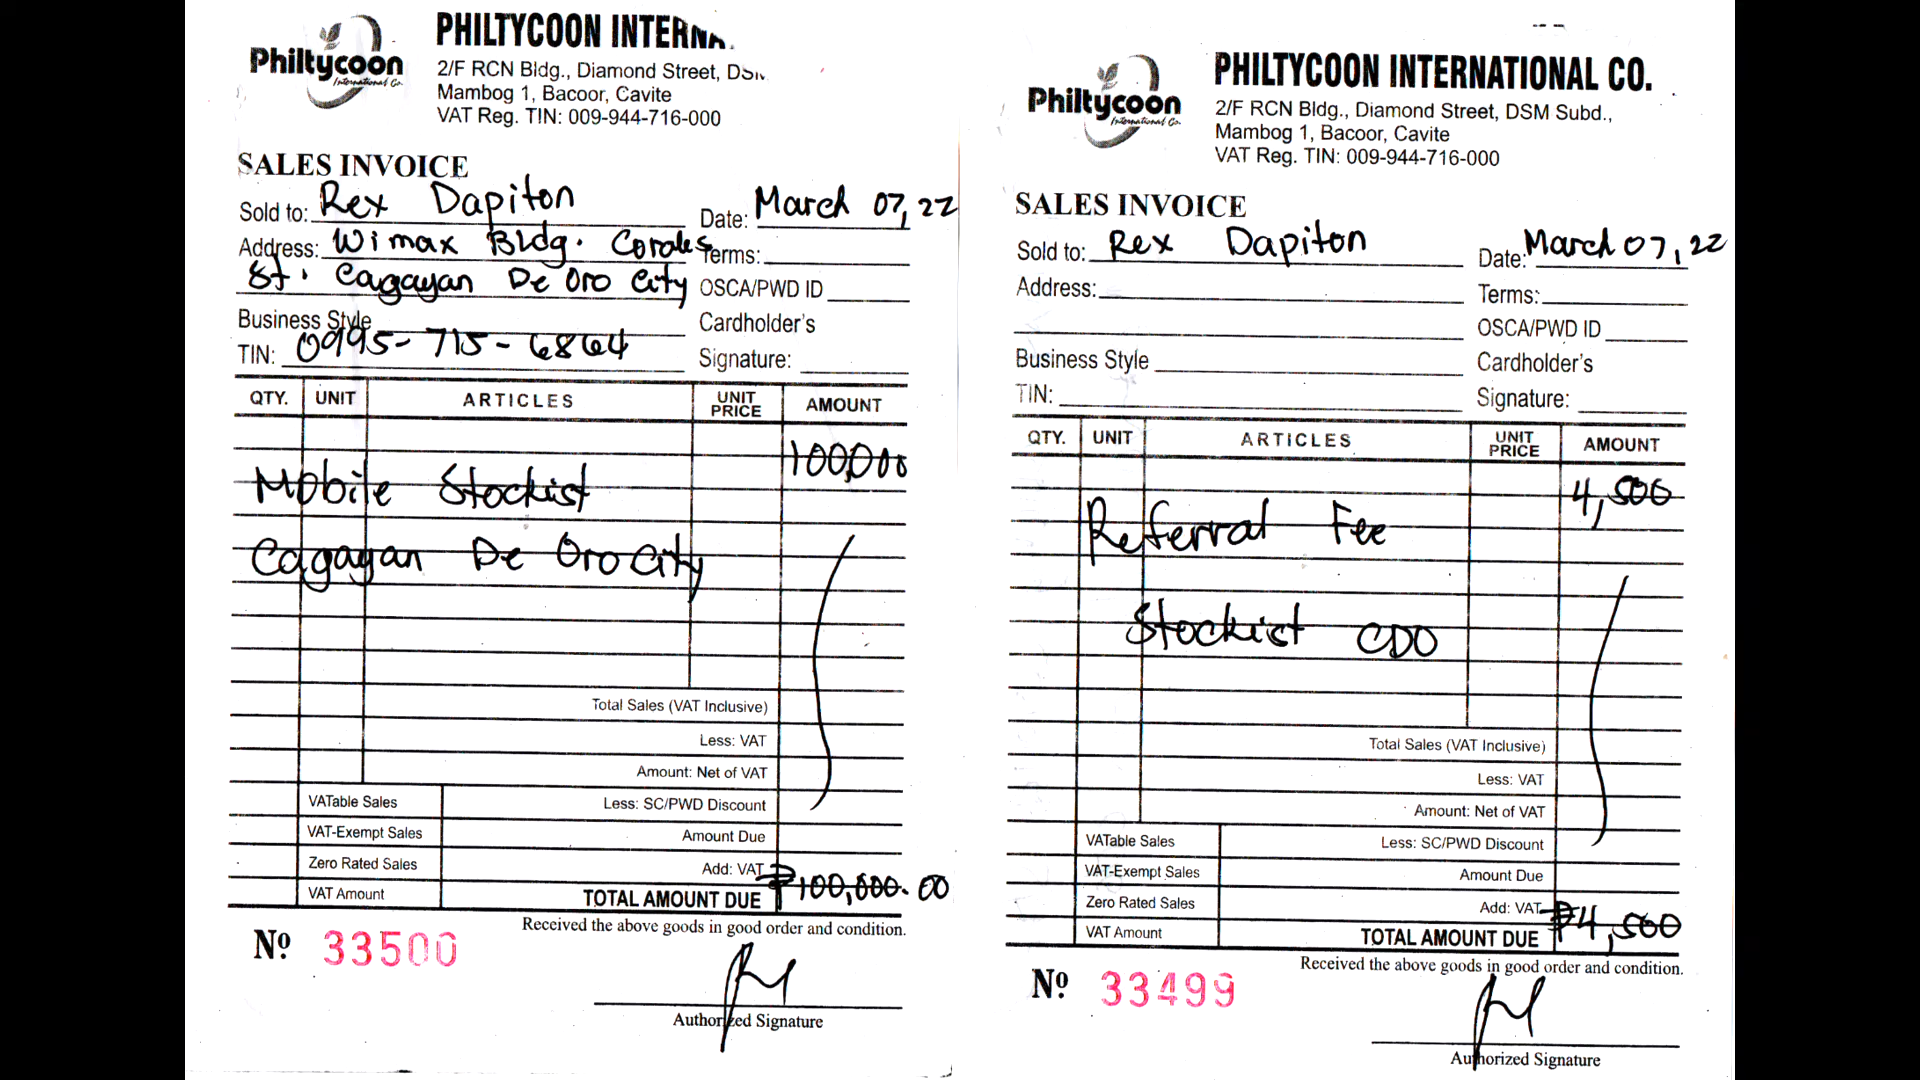 Philtycoon
International Co.
PHILTYCOON INTERNA
2/F RCN Bldg., Diamond Street, DSM
Mambog 1, Bacoor, Cavite
VAT Reg. TIN: 009-944-716-000
SALES INVOICE
Sold to: Rex Dapiton Date: March 07, 22
Address: Wimax Bldg. Corales Terms:
St. Cagayan De Oro City OSCA/PWD ID
Business Style Cardholder's
TIN: 0995-715-6864 Signature:
QTY. UNIT ARTICLES UNIT PRICE AMOUNT
100,000
Mobile Stockist
Cagayan De Oro City
Total Sales (VAT Inclusive)
Less: VAT
Amount: Net of VAT
VATable Sales Less: SC/PWD Discount
VAT-Exempt Sales Amount Due
Zero Rated Sales Add: VAT
VAT Amount TOTAL AMOUNT DUE ₱100,000.00
Received the above goods in good order and condition.
Nº 33500
Authorized Signature
Philtycoon
International Co.
PHILTYCOON INTERNATIONAL CO.
2/F RCN Bldg., Diamond Street, DSM Subd.,
Mambog 1, Bacoor, Cavite
VAT Reg. TIN: 009-944-716-000
SALES INVOICE
Sold to: Rex Dapiton Date: March 07, 22
Address: Terms:
OSCA/PWD ID
Business Style Cardholder's
TIN: Signature:
QTY. UNIT ARTICLES UNIT PRICE AMOUNT
4,500
Referral Fee
Stockist CDO
Total Sales (VAT Inclusive)
Less: VAT
Amount: Net of VAT
VATable Sales Less: SC/PWD Discount
VAT-Exempt Sales Amount Due
Zero Rated Sales Add: VAT
VAT Amount TOTAL AMOUNT DUE ₱4,500
Received the above goods in good order and condition.
Nº 33499
Authorized Signature